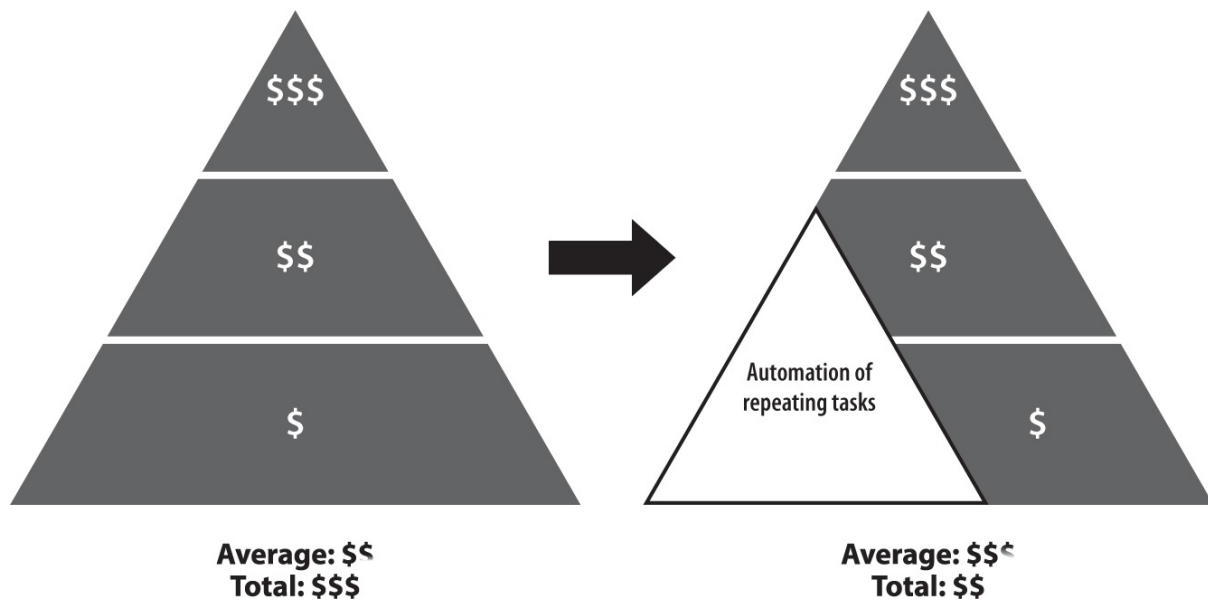 $$$
$$
$
Average: $$
Total: $$$
$$$
$$
Automation of
repeating tasks
$
Average: $$$
Total: $$